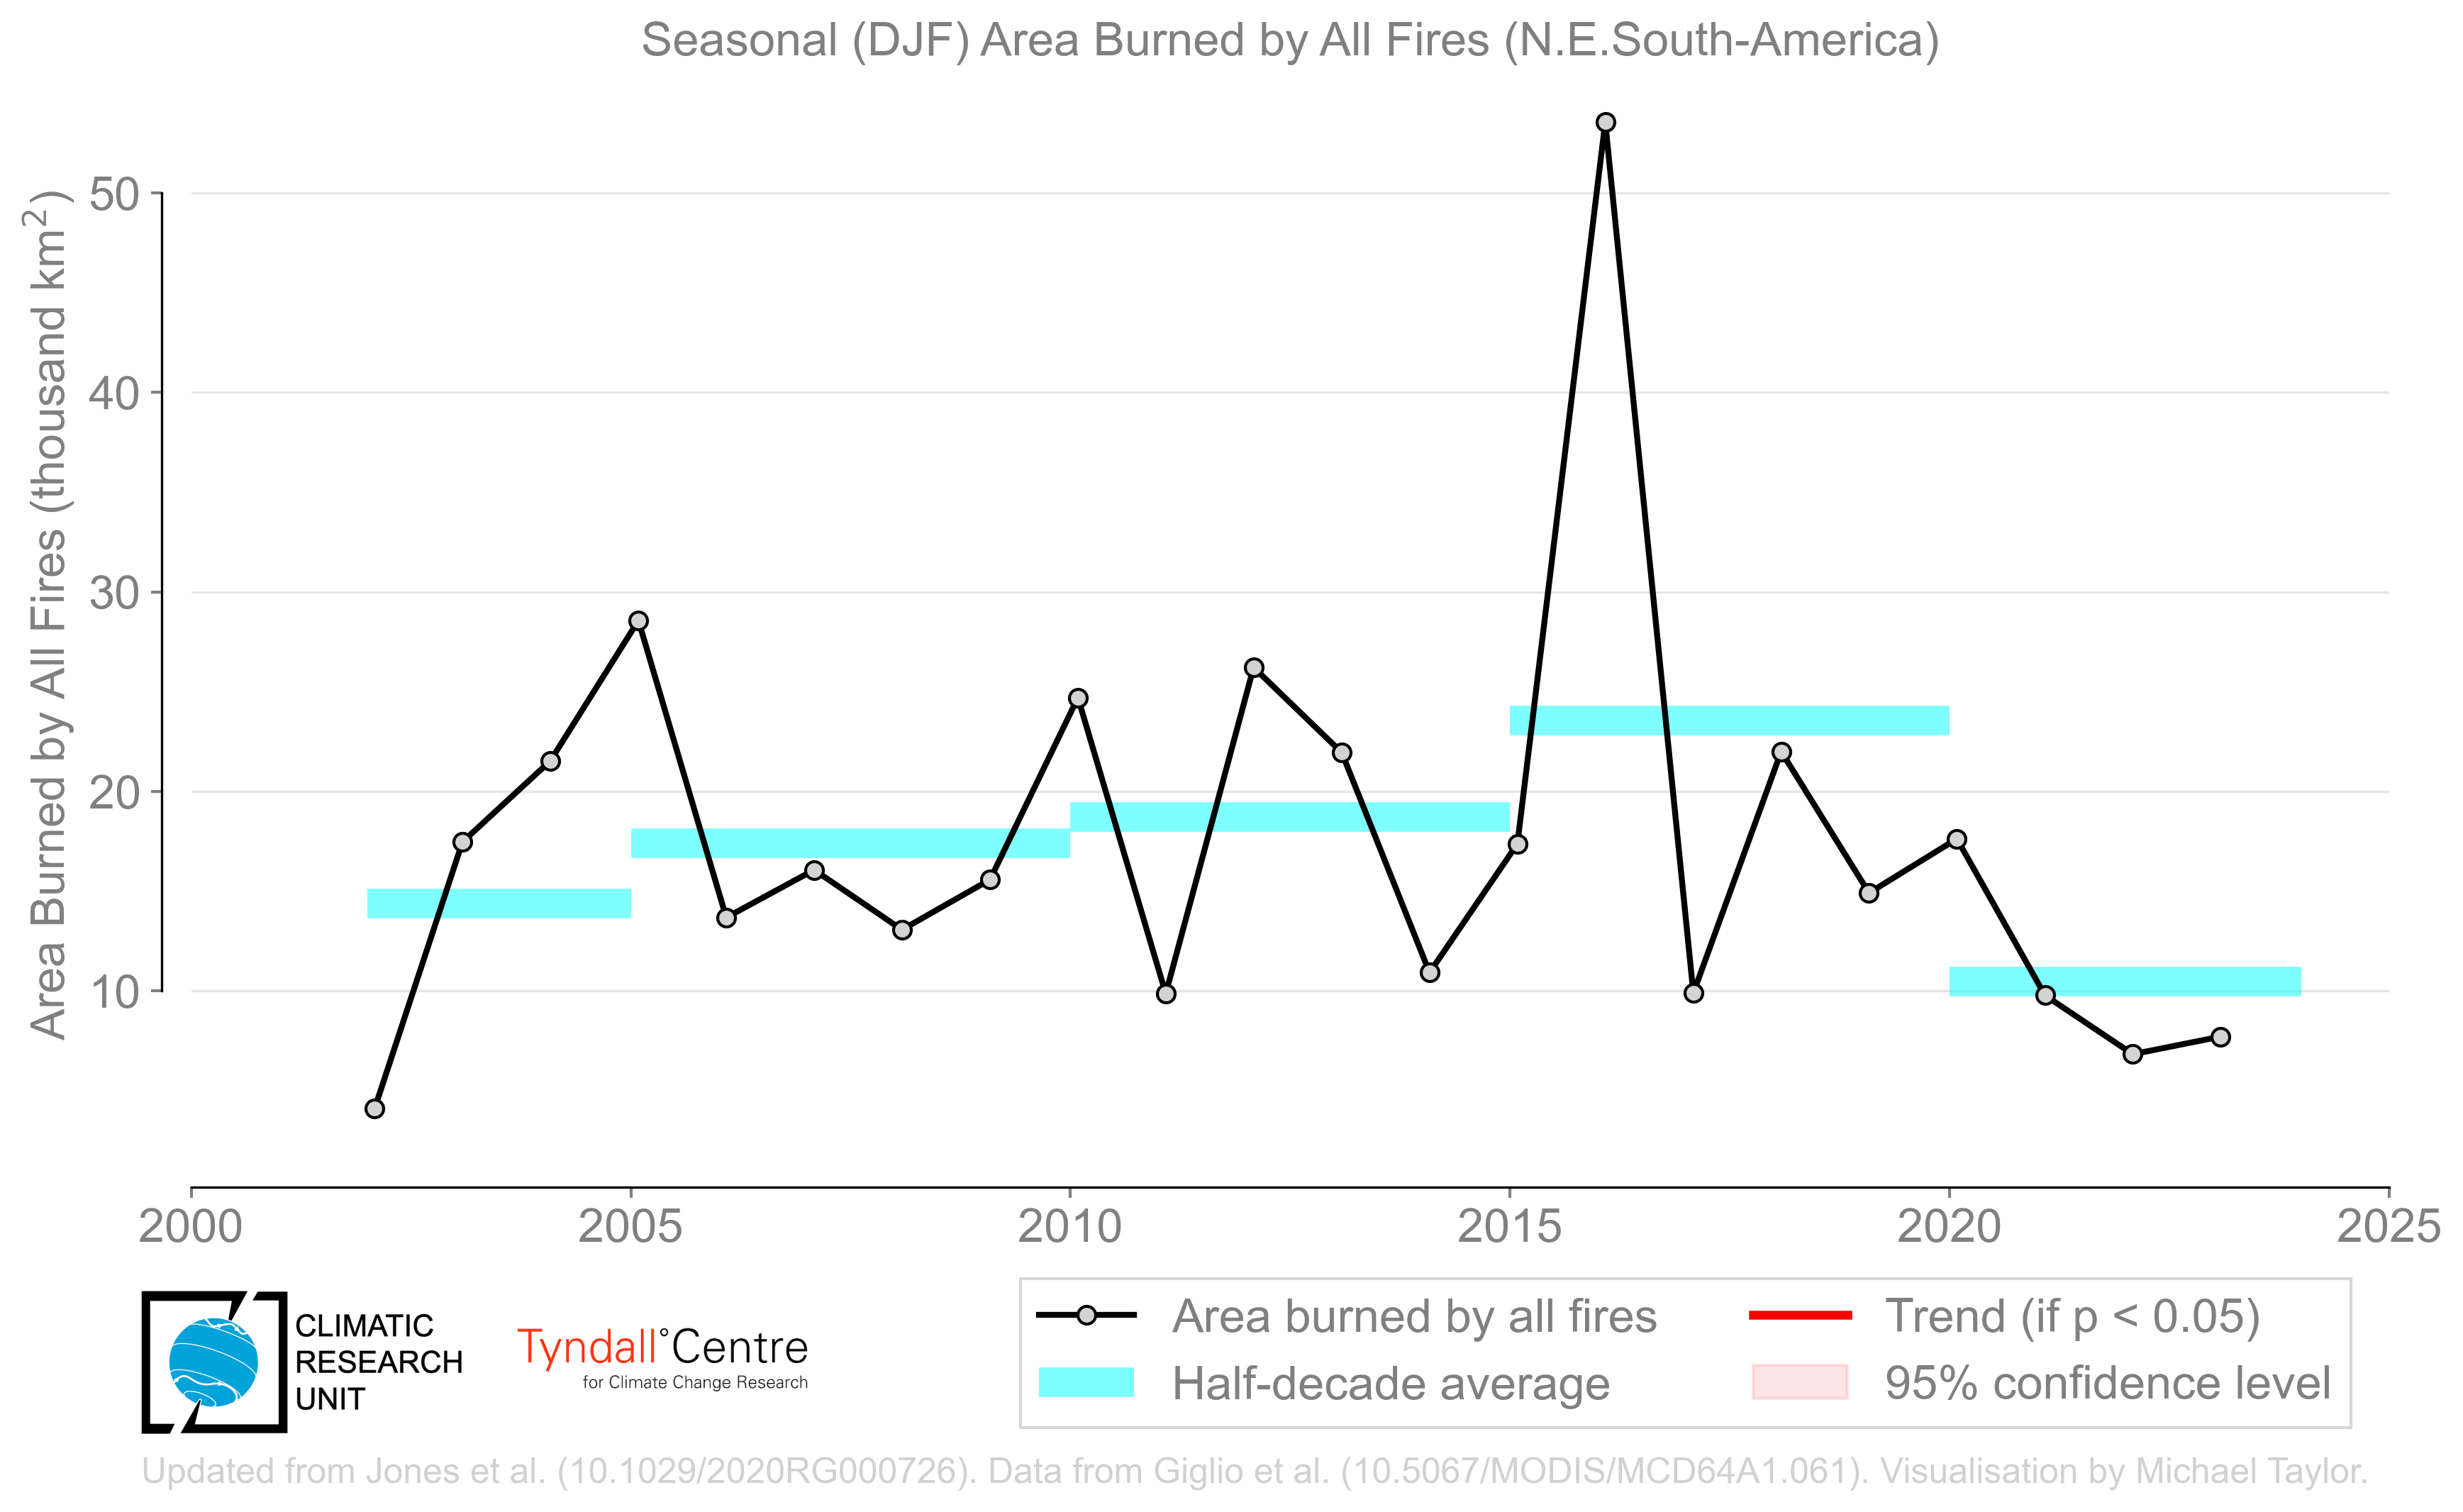 Seasonal (DJF) Area Burned by All Fires (N.E.South-America)
Area Burned by All Fires (thousand km²)
50
40
30
20
10
2000
2005
2010
2015
2020
2025
CLIMATIC
RESEARCH
UNIT
Tyndall°Centre
for Climate Change Research
Area burned by all fires
Trend (if p < 0.05)
Half-decade average
95% confidence level
Updated from Jones et al. (10.1029/2020RG000726). Data from Giglio et al. (10.5067/MODIS/MCD64A1.061). Visualisation by Michael Taylor.